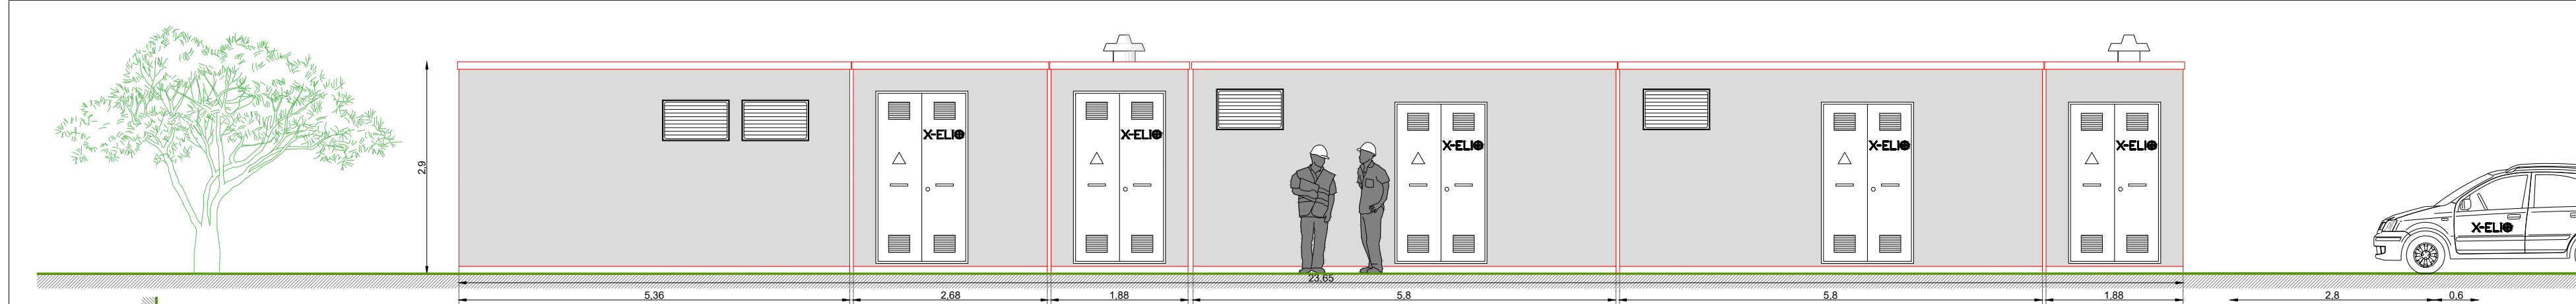 X-ELIO
X-ELIO
X-ELIO
X-ELIO
X-ELIO
2,9
X-ELIO
23,65
5,36
2,68
1,88
5,8
5,8
1,88
2,8
0,6